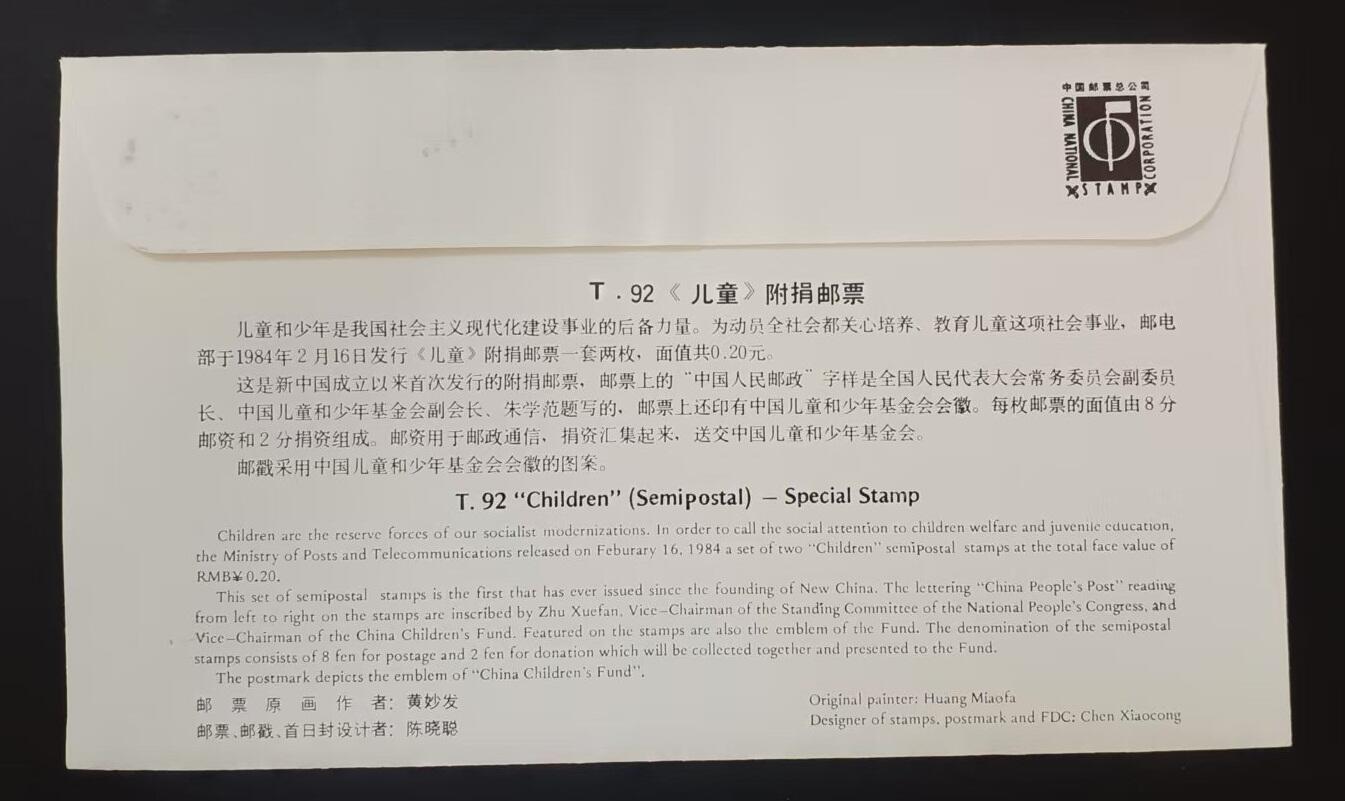 中国邮票总公司
CHINA NATIONAL
STAMP
CORPORATION
T.92《儿童》附捐邮票
儿童和少年是我国社会主义现代化建设事业的后备力量。为动员全社会都关心培养、教育儿童这项社会事业，邮电
部于1984年2月16日发行《儿童》附捐邮票一套两枚，面值共0.20元。
这是新中国成立以来首次发行的附捐邮票，邮票上的“中国人民邮政”字样是全国人民代表大会常务委员会副委员
长、中国儿童和少年基金会副会长、朱学范题写的，邮票上还印有中国儿童和少年基金会会徽。每枚邮票的面值由8分
邮资和2分捐资组成。邮资用于邮政通信，捐资汇集起来，送交中国儿童和少年基金会。
邮戳采用中国儿童和少年基金会会徽的图案。
T. 92 “Children” (Semipostal) — Special Stamp
Children are the reserve forces of our socialist modernizations. In order to call the social attention to children welfare and juvenile education,
the Ministry of Posts and Telecommunications released on Feburary 16, 1984 a set of two “Children” semipostal stamps at the total face value of
RMB¥0.20.
This set of semipostal stamps is the first that has ever issued since the founding of New China. The lettering “China People's Post” reading
from left to right on the stamps are inscribed by Zhu Xuefan, Vice-Chairman of the Standing Committee of the National People's Congress, and
Vice-Chairman of the China Children's Fund. Featured on the stamps are also the emblem of the Fund. The denomination of the semipostal
stamps consists of 8 fen for postage and 2 fen for donation which will be collected together and presented to the Fund.
The postmark depicts the emblem of “China Children's Fund”.
邮票原画作者：黄妙发
邮票、邮戳、首日封设计者：陈晓聪
Original painter: Huang Miaofa
Designer of stamps, postmark and FDC: Chen Xiaocong